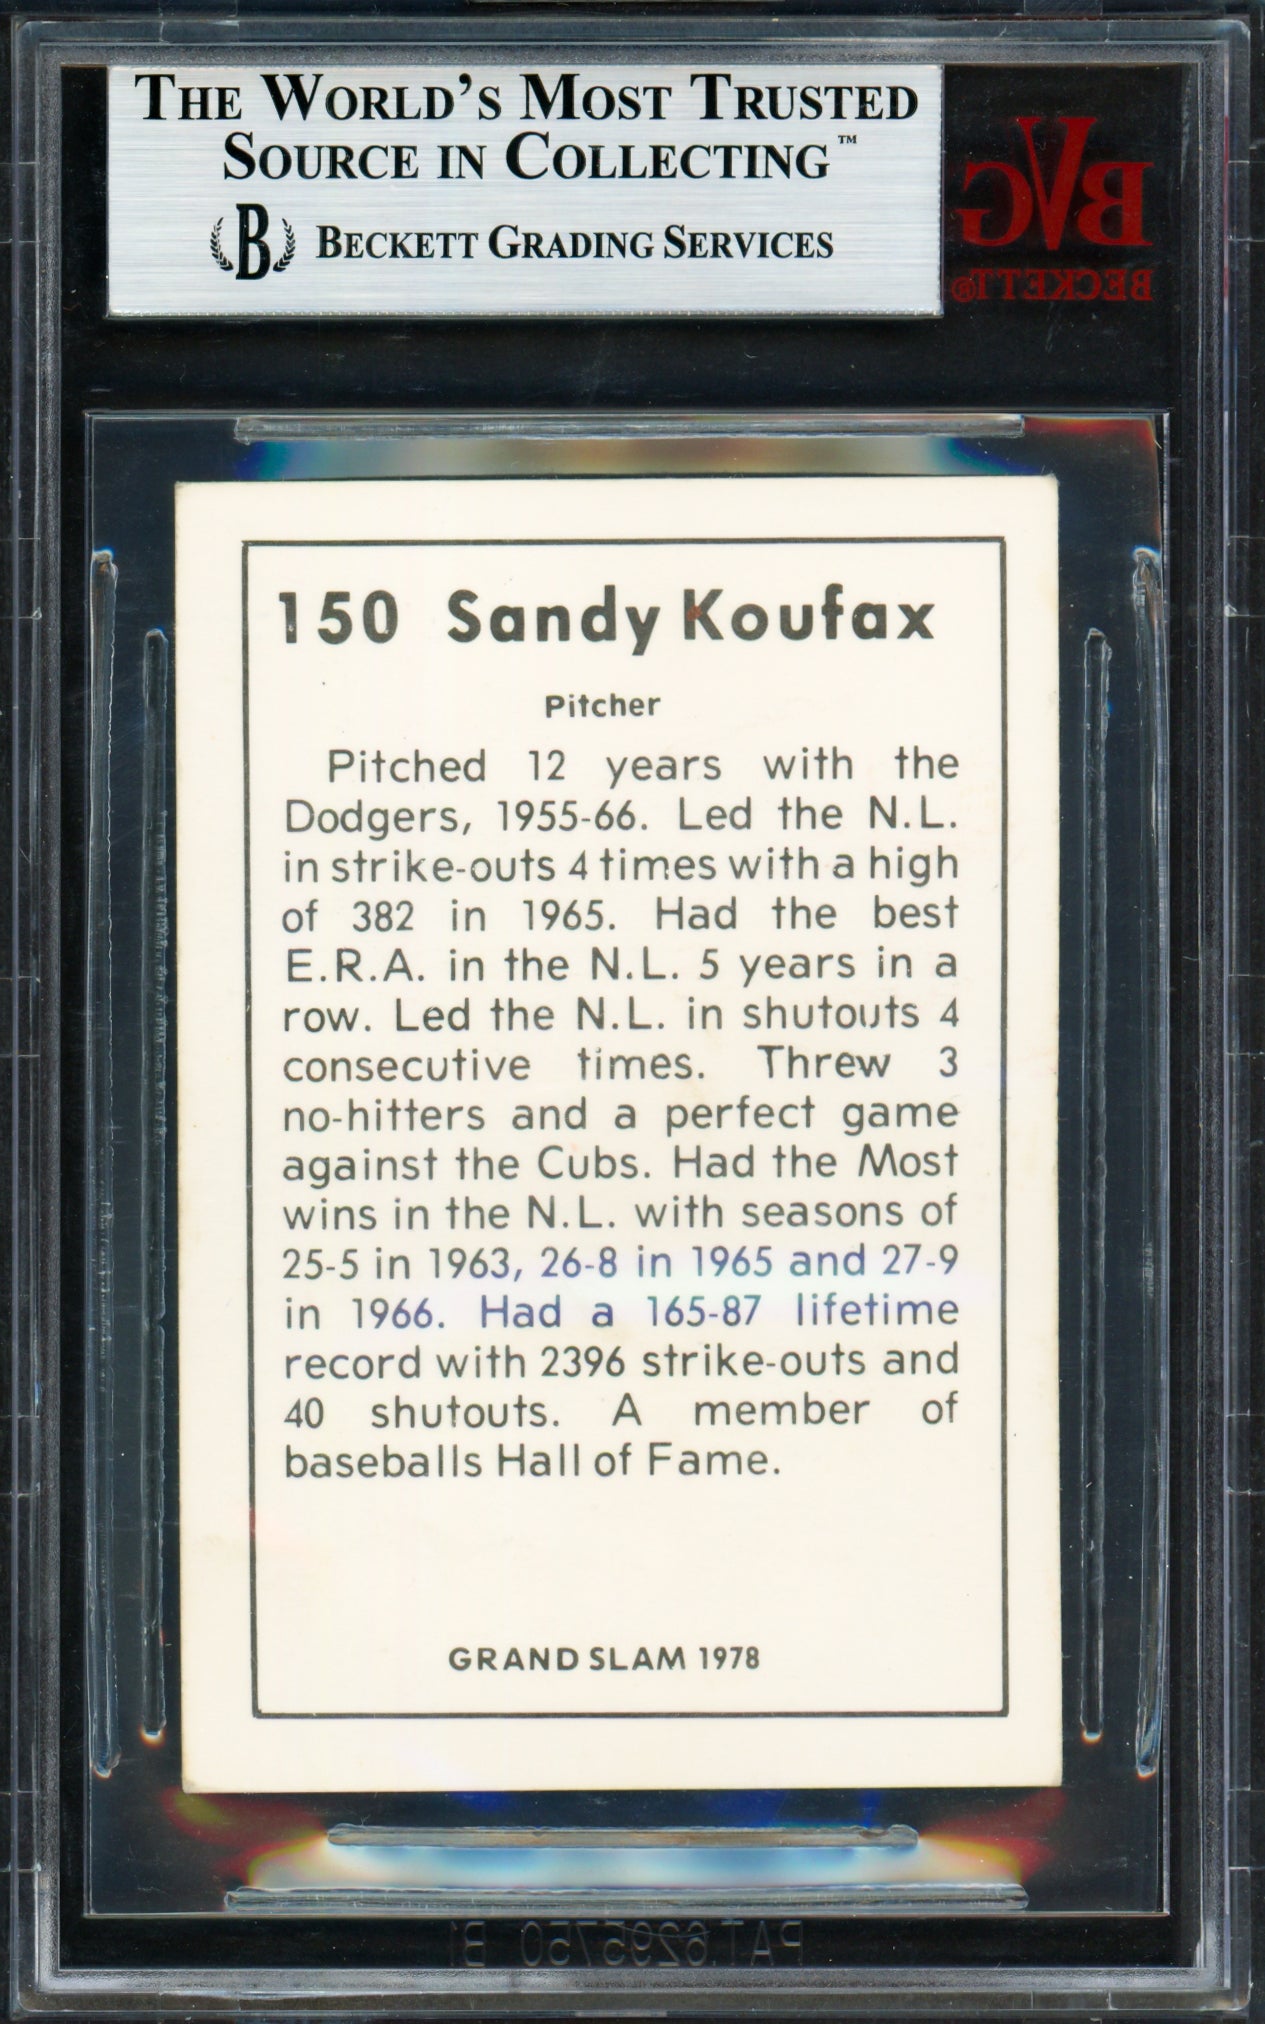 THE WORLD'S MOST TRUSTED
SOURCE IN COLLECTING™
B BECKETT GRADING SERVICES
BVG
BECKETT®
150 Sandy Koufax
Pitcher
Pitched 12 years with the
Dodgers, 1955-66. Led the N.L.
in strike-outs 4 times with a high
of 382 in 1965. Had the best
E.R.A. in the N.L. 5 years in a
row. Led the N.L. in shutouts 4
consecutive times. Threw 3
no-hitters and a perfect game
against the Cubs. Had the Most
wins in the N.L. with seasons of
25-5 in 1963, 26-8 in 1965 and 27-9
in 1966. Had a 165-87 lifetime
record with 2396 strike-outs and
40 shutouts. A member of
baseballs Hall of Fame.
GRAND SLAM 1978
PAT.6295750 B1